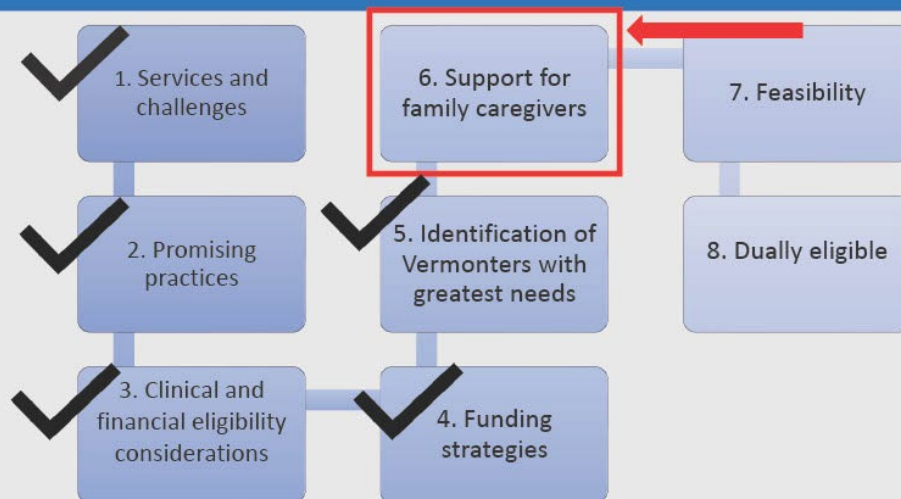 1. Services and
challenges
2. Promising
practices
3. Clinical and
financial eligibility
considerations
4. Funding
strategies
5. Identification of
Vermonters with
greatest needs
6. Support for
family caregivers
7. Feasibility
8. Dually eligible